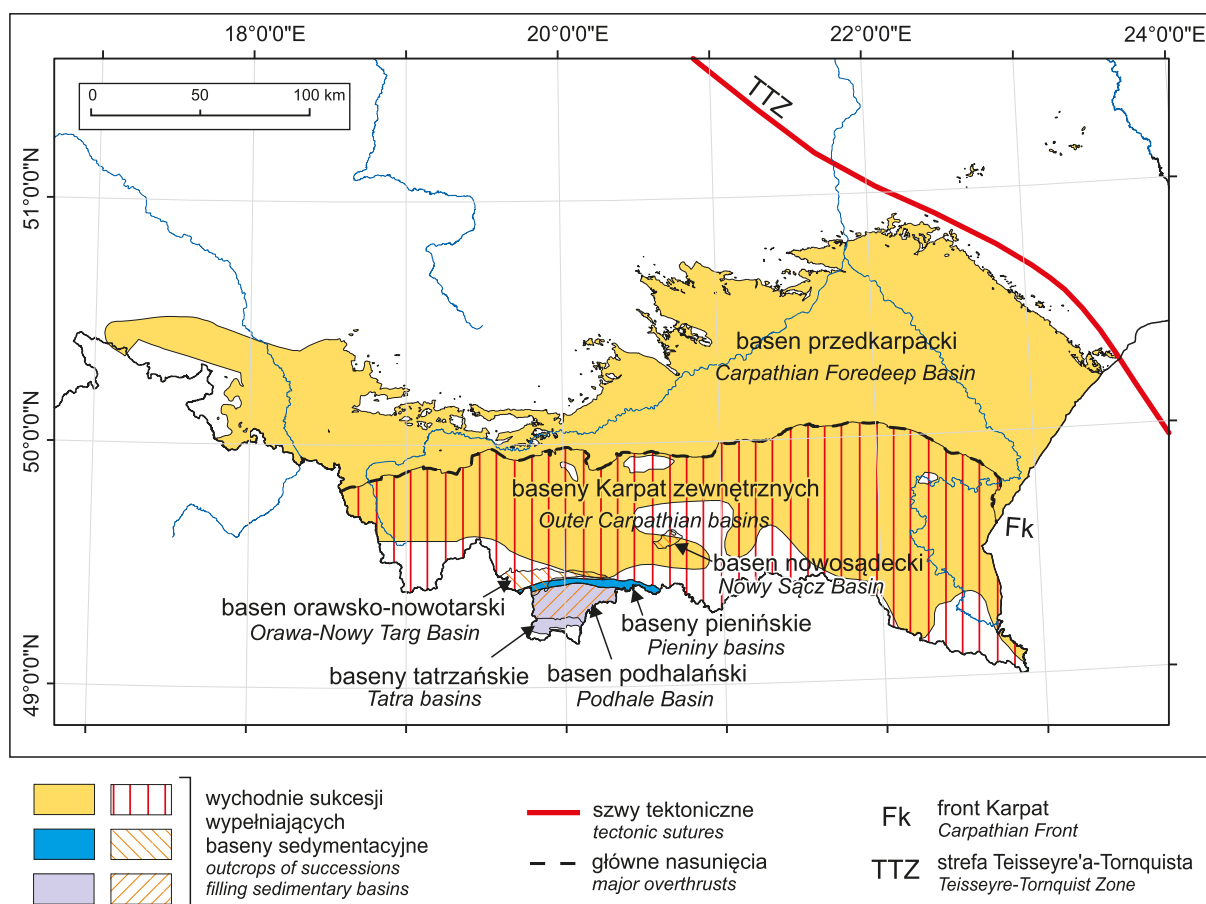 18°0'0"E
20°0'0"E
22°0'0"E
24°0'0"E
0
50
100 km
TTZ
51°0'0"N
50°0'0"N
49°0'0"N
basen przedkarpacki
Carpathian Foredeep Basin
baseny Karpat zewnętrznych
Outer Carpathian basins
Fk
basen nowosądecki
Nowy Sącz Basin
basen orawsko-nowotarski
Orawa-Nowy Targ Basin
baseny pienińskie
Pieniny basins
baseny tatrzańskie
Tatra basins
basen podhalański
Podhale Basin
wychodnie sukcesji
wypełniających
baseny sedymentacyjne
outcrops of successions
filling sedimentary basins
szwy tektoniczne
tectonic sutures
główne nasunięcia
major overthrusts
Fk
front Karpat
Carpathian Front
TTZ
strefa Teisseyre'a-Tornquista
Teisseyre-Tornquist Zone